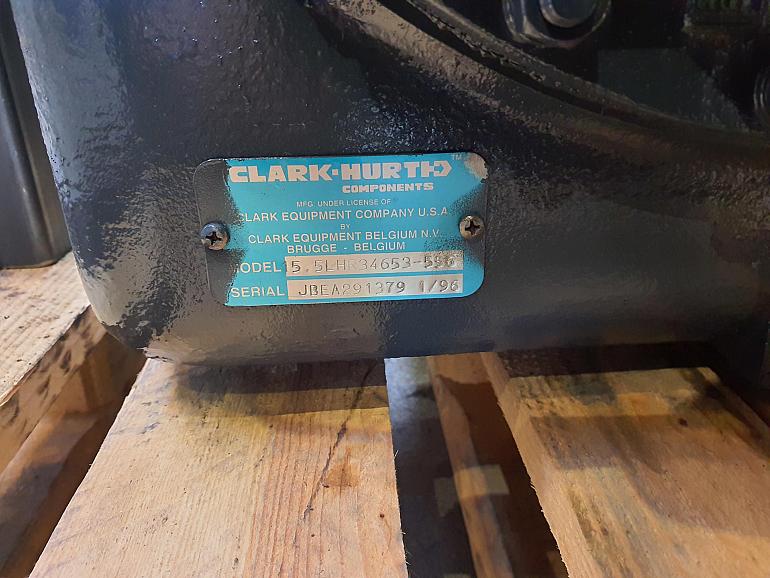 CLARK-HURTH TM
COMPONENTS
MFG. UNDER LICENSE OF
CLARK EQUIPMENT COMPANY U.S.A.
BY
CLARK EQUIPMENT BELGIUM N.V.
BRUGGE - BELGIUM
MODEL
SERIAL JBEA291379 1/96